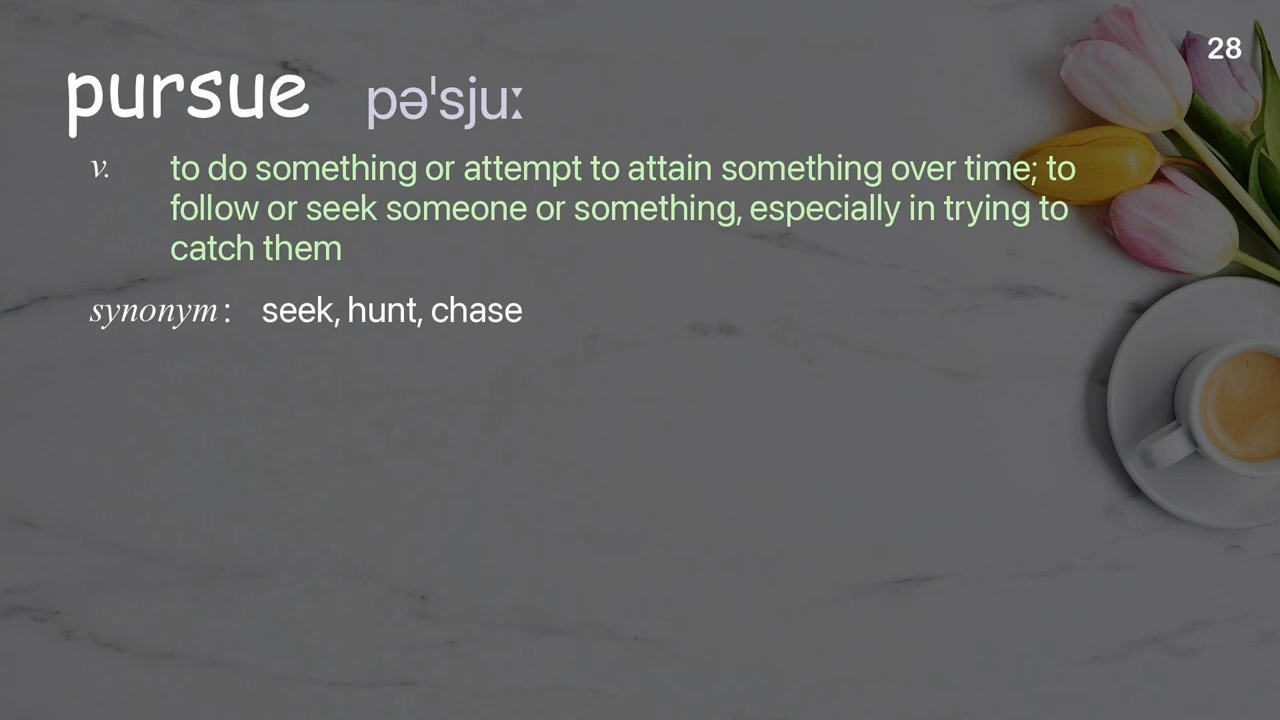 28
pursue pəˈsjuː
v. to do something or attempt to attain something over time; to
follow or seek someone or something, especially in trying to
catch them
synonym: seek, hunt, chase